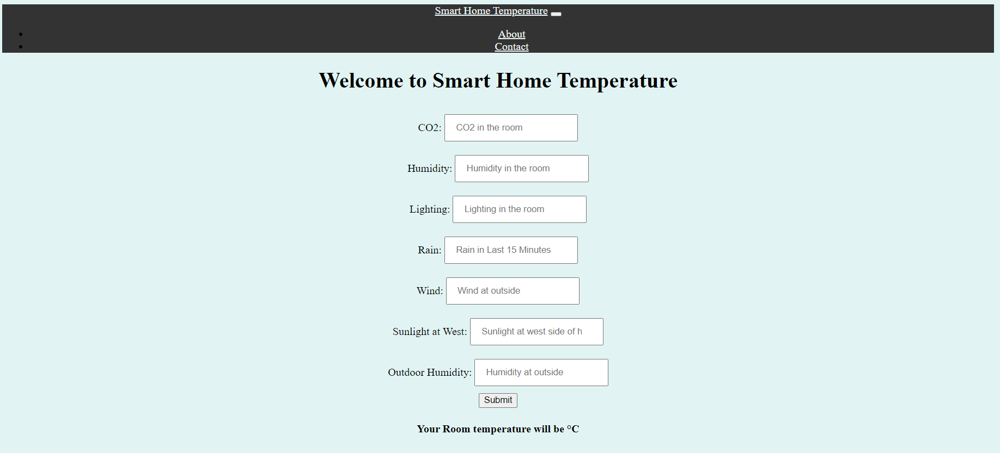 Smart Home Temperature
About
Contact
Welcome to Smart Home Temperature
CO2: CO2 in the room
Humidity: Humidity in the room
Lighting: Lighting in the room
Rain: Rain in Last 15 Minutes
Wind: Wind at outside
Sunlight at West: Sunlight at west side of h
Outdoor Humidity: Humidity at outside
Submit
Your Room temperature will be °C